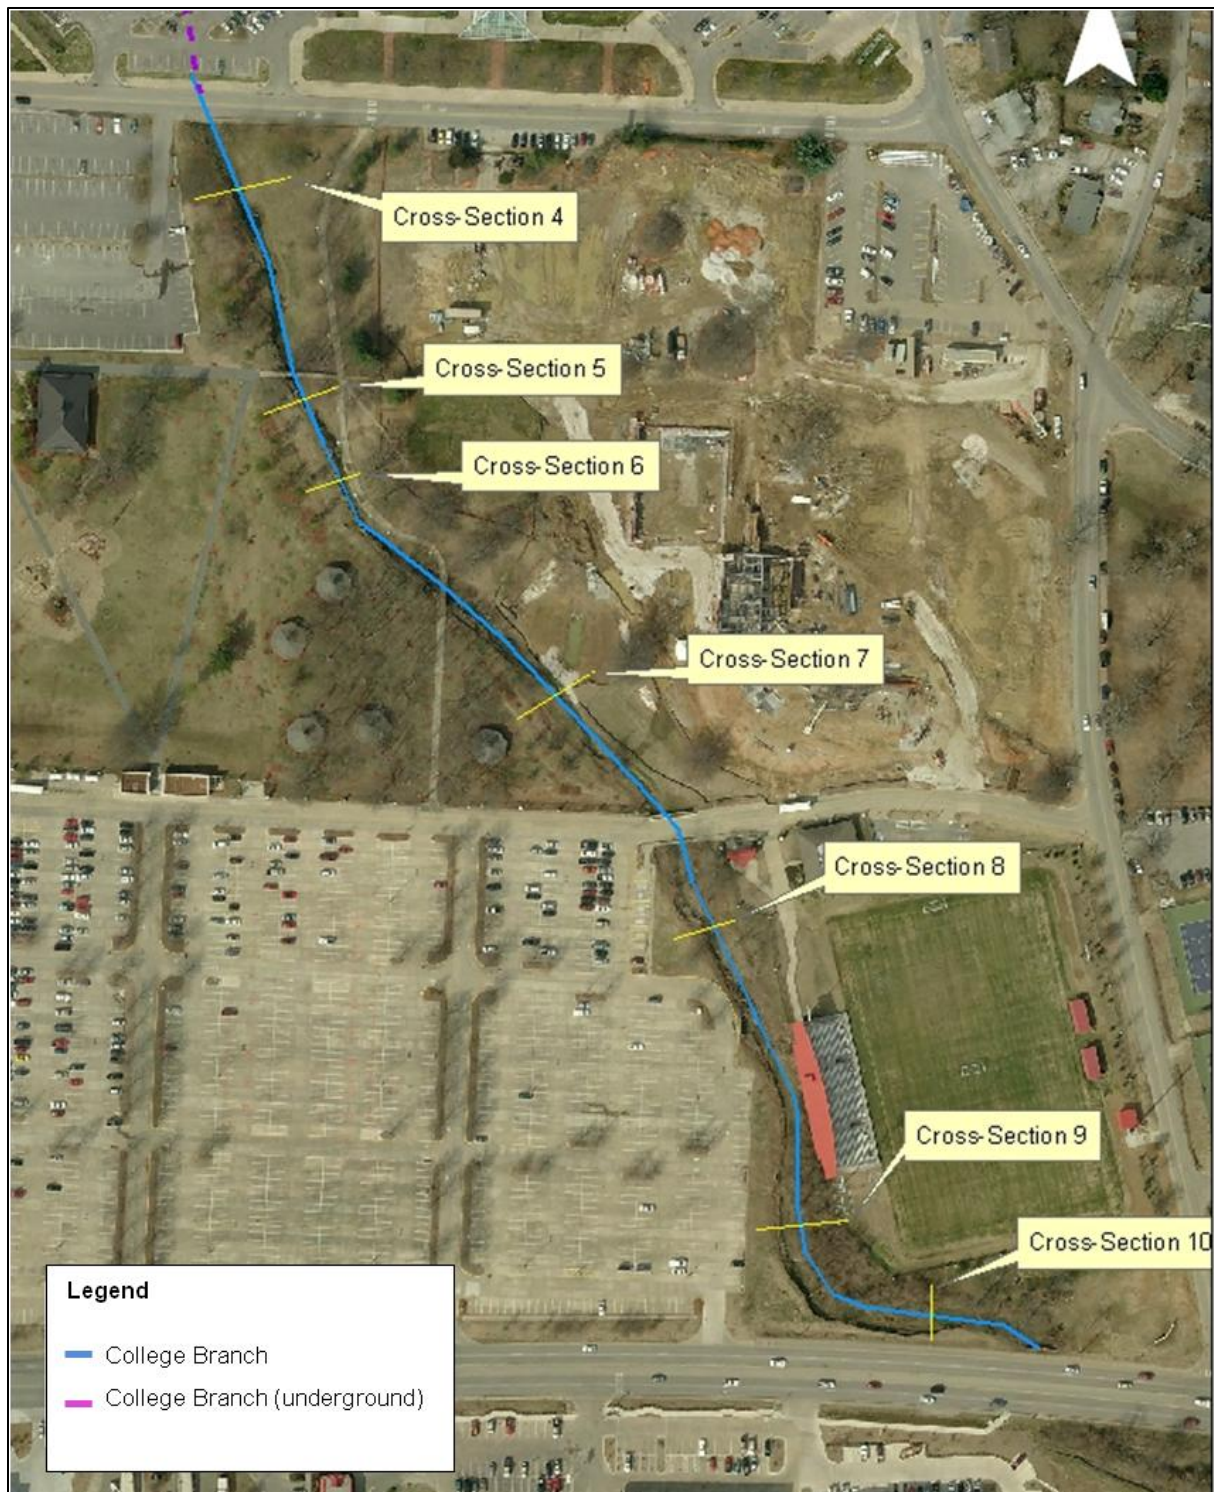 Cross-Section 4
Cross-Section 5
Cross-Section 6
Cross-Section 7
Cross-Section 8
Cross-Section 9
Cross-Section 10
Legend
College Branch
College Branch (underground)